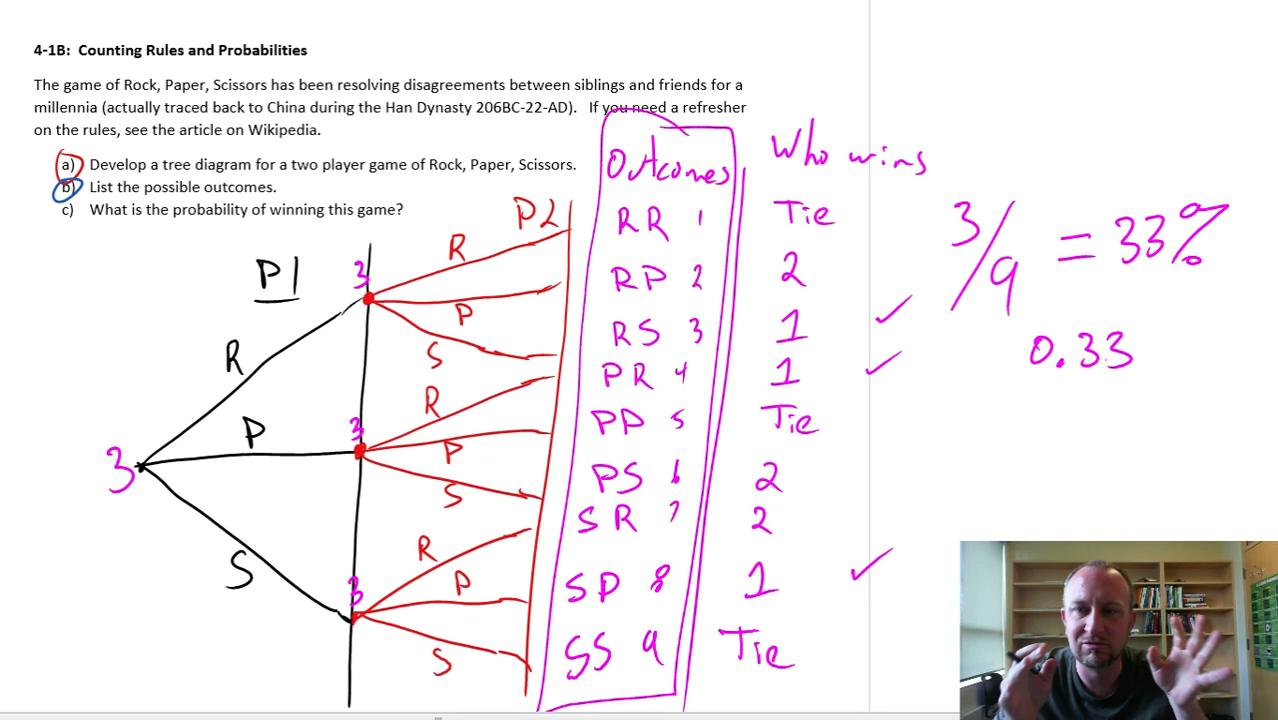 4-1B: Counting Rules and Probabilities
The game of Rock, Paper, Scissors has been resolving disagreements between siblings and friends for a
millennia (actually traced back to China during the Han Dynasty 206BC-22-AD). If you need a refresher
on the rules, see the article on Wikipedia.
a) Develop a tree diagram for a two player game of Rock, Paper, Scissors.
b) List the possible outcomes.
c) What is the probability of winning this game?
Outcomes Who wins
P1 P2
RR 1 Tie
RP 2 2
RS 3 1 ✓
PR 4 1 ✓
PP 5 Tie
PS 6 2
SR 7 2
SP 8 1 ✓
SS 9 Tie
3/9 = 33%
0.33
3
R
P
S
3
R
P
S
3
R
P
S
3
R
P
S